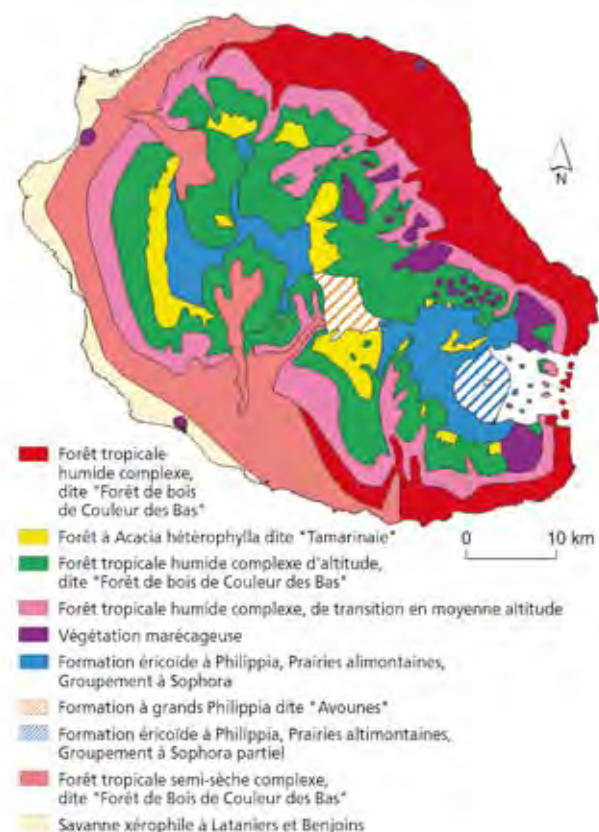 N
Forêt tropicale
humide complexe,
dite "Forêt de bois
de Couleur des Bas"
0 10 km
Forêt à Acacia hétérophylla dite "Tamarinaie"
Forêt tropicale humide complexe d'altitude,
dite "Forêt de bois de Couleur des Bas"
Forêt tropicale humide complexe, de transition en moyenne altitude
Végétation marécageuse
Formation éricoïde à Philippia, Prairies alimontaines,
Groupement à Sophora
Formation à grands Philippia dite "Avounes"
Formation éricoïde à Philippia, Prairies altimontaines,
Groupement à Sophora partiel
Forêt tropicale semi-sèche complexe,
dite "Forêt de Bois de Couleur des Bas"
Savanne xérophile à Lataniers et Benjoins